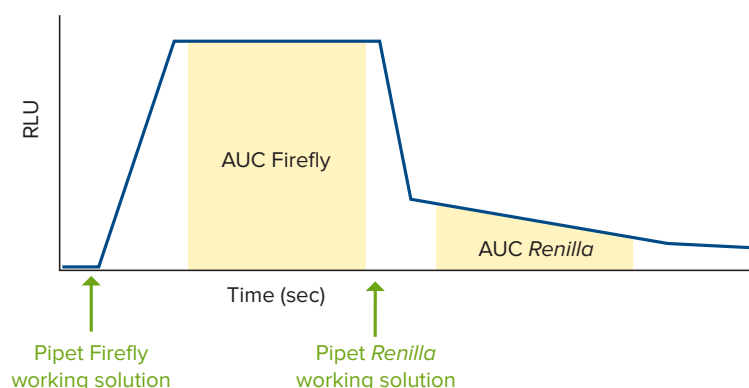 RLU
AUC Firefly
AUC Renilla
Time (sec)
Pipet Firefly
working solution
Pipet Renilla
working solution